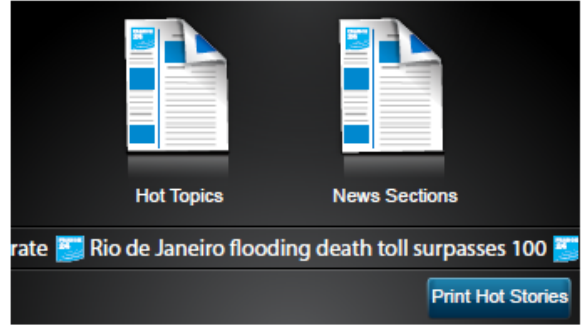 Hot Topics
News Sections
rate Rio de Janeiro flooding death toll surpasses 100
Print Hot Stories